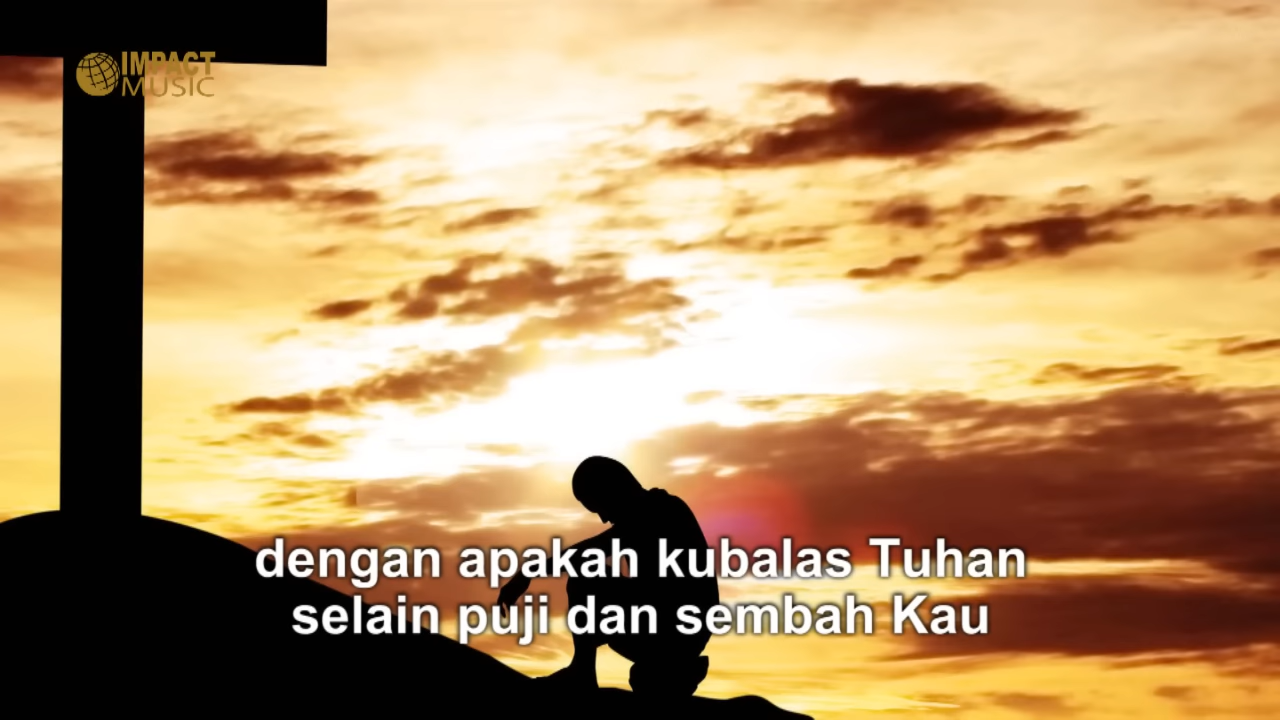 IMPACT
MUSIC
dengan apakah kubalas Tuhan
selain puji dan sembah Kau